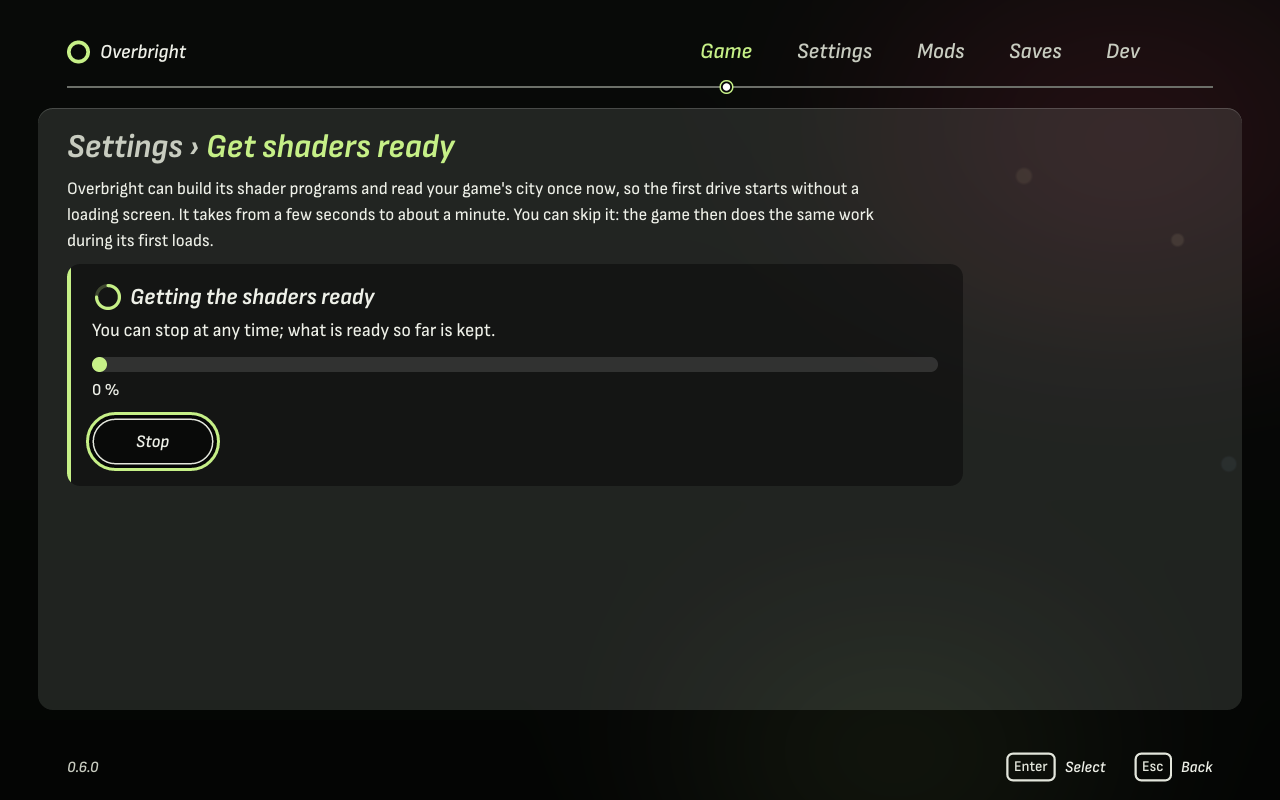 Overbright
Game Settings Mods Saves Dev
Settings › Get shaders ready
Overbright can build its shader programs and read your game's city once now, so the first drive starts without a
loading screen. It takes from a few seconds to about a minute. You can skip it: the game then does the same work
during its first loads.
Getting the shaders ready
You can stop at any time; what is ready so far is kept.
0 %
Stop
0.6.0
Enter Select Esc Back